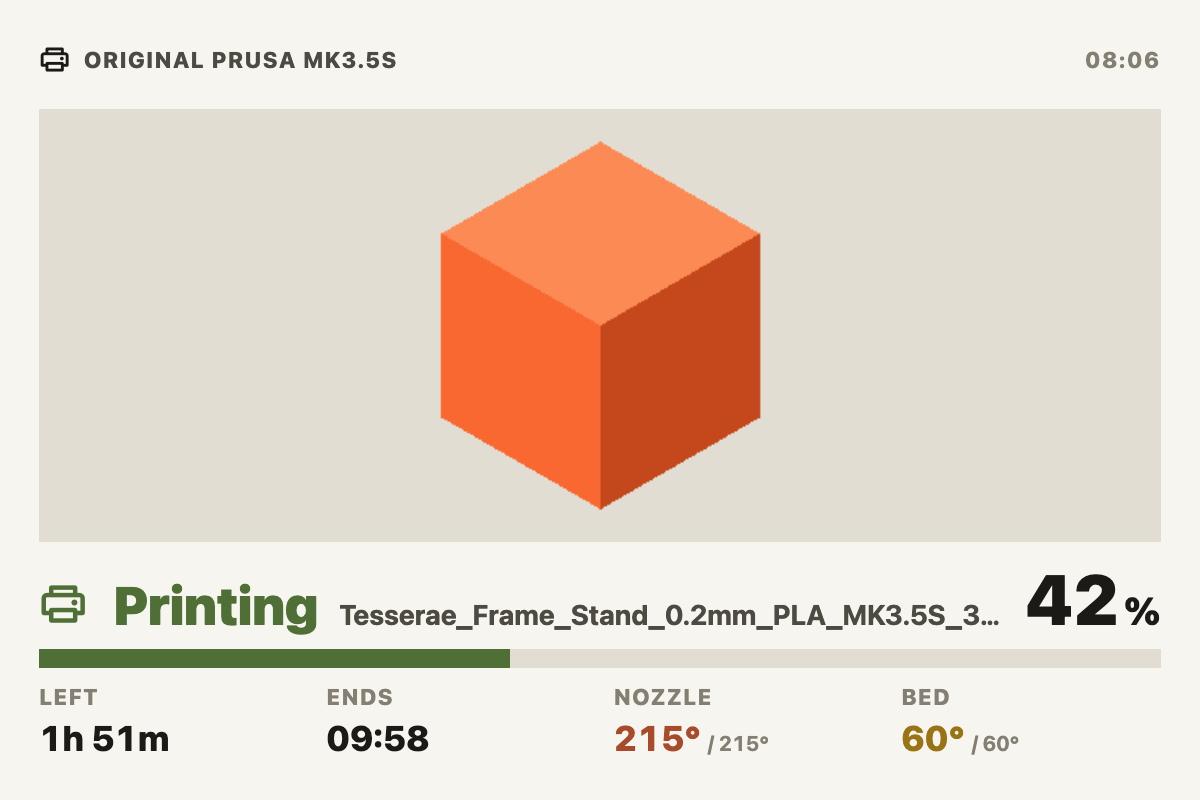 ORIGINAL PRUSA MK3.5S 08:06
Printing Tesserae_Frame_Stand_0.2mm_PLA_MK3.5S_3... 42%
LEFT ENDS NOZZLE BED
1h 51m 09:58 215° / 215° 60° / 60°